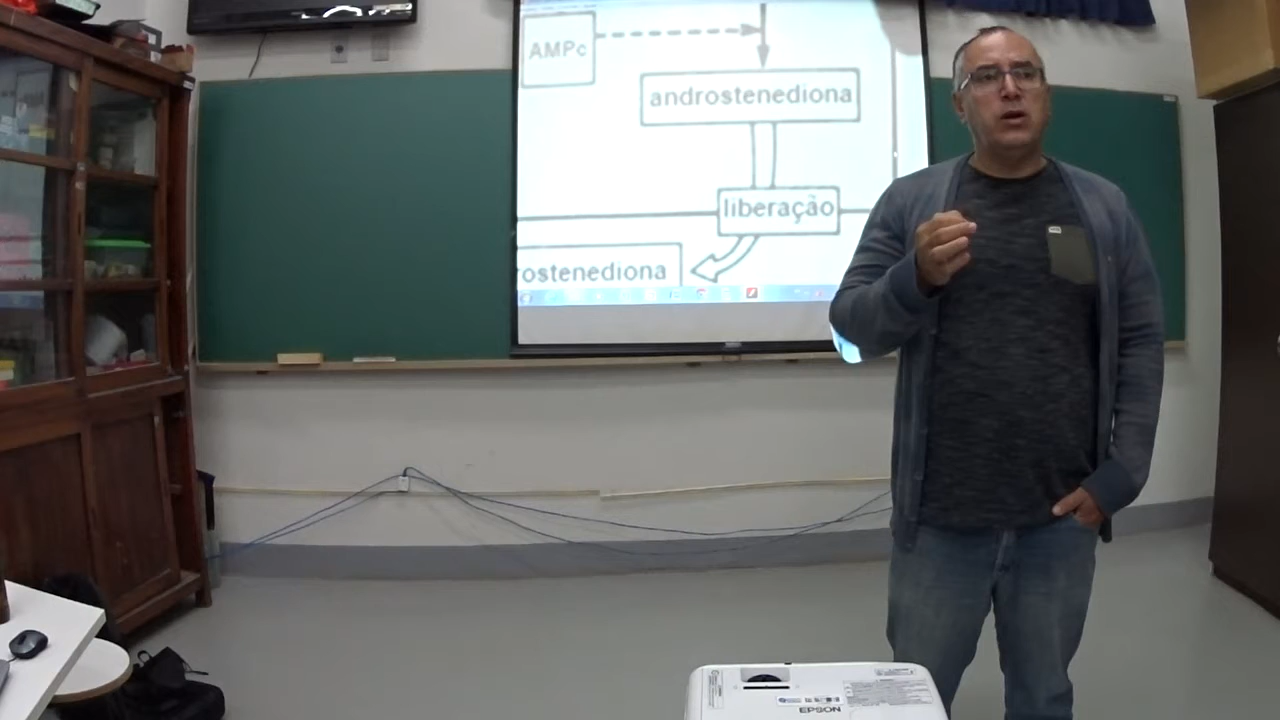 AMPc
androstenediona
liberação
rostenediona
EPSON